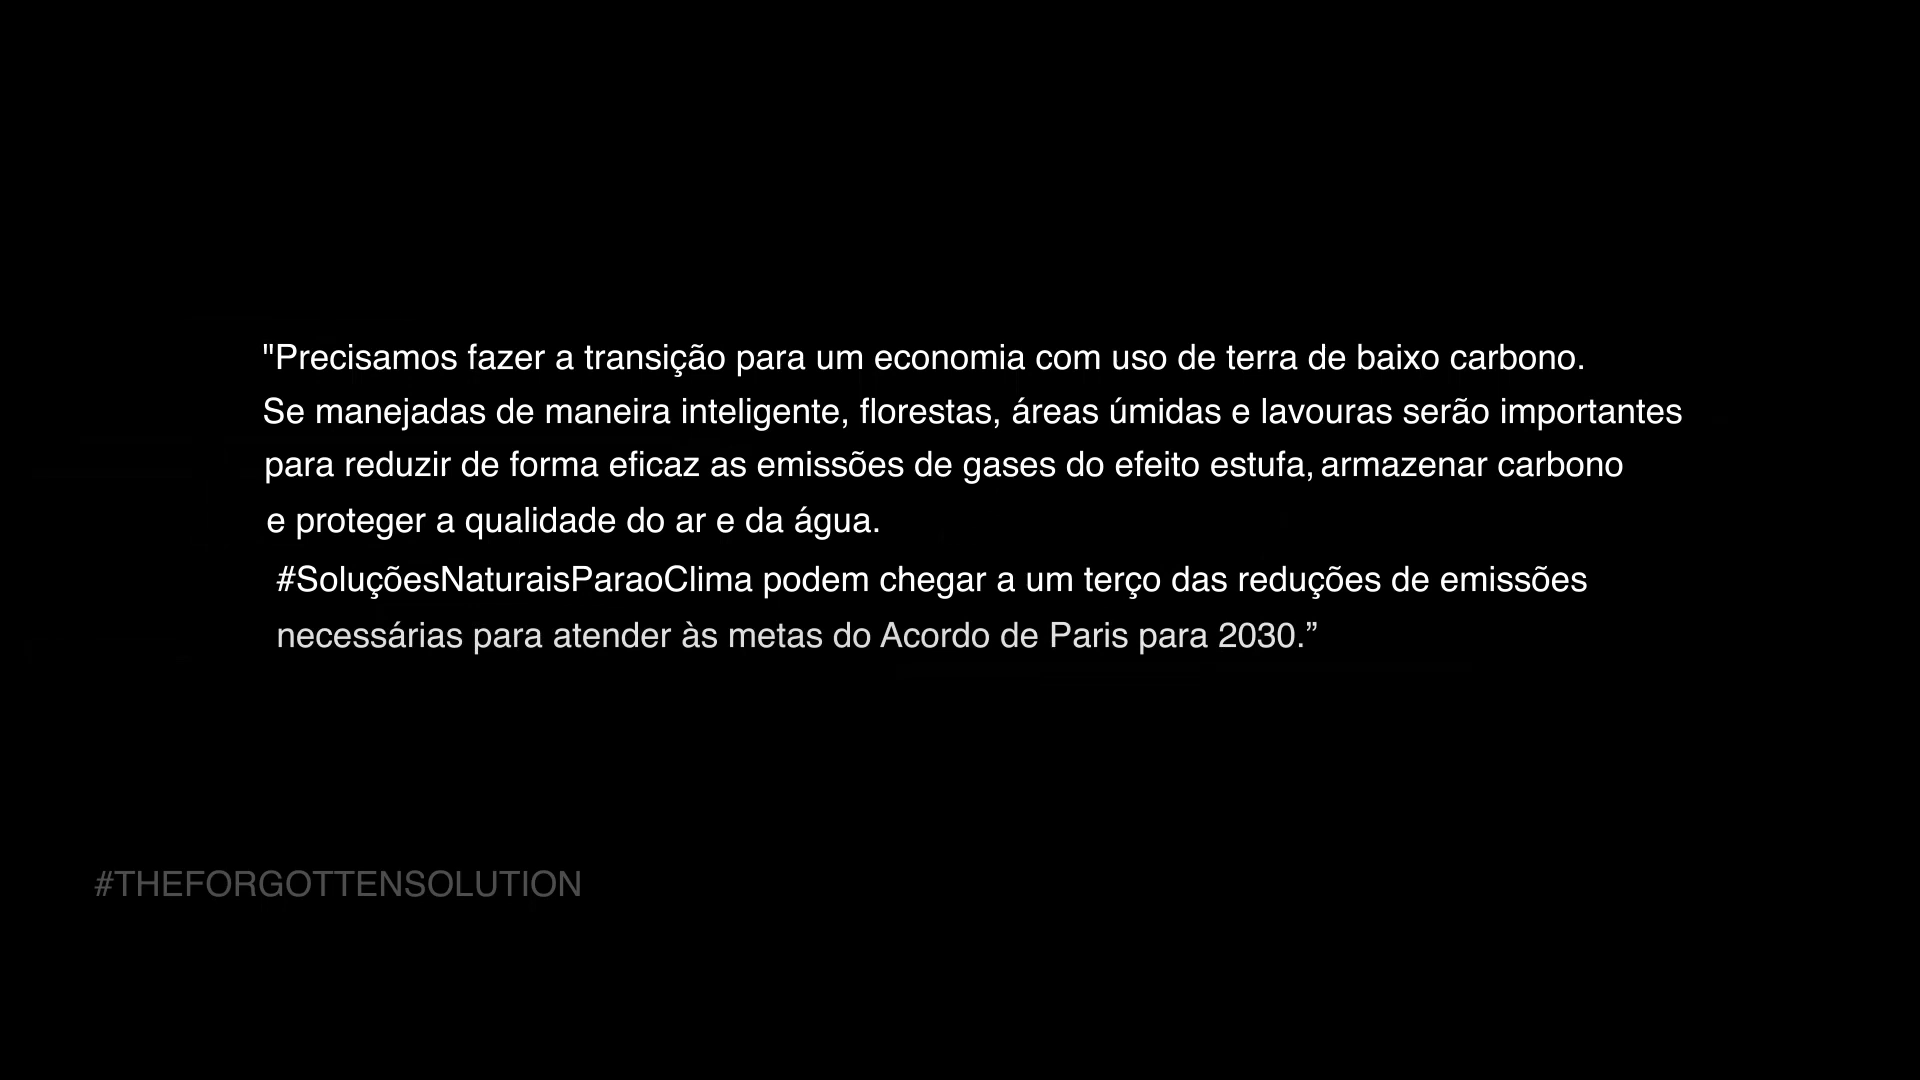 "Precisamos fazer a transição para um economia com uso de terra de baixo carbono.
Se manejadas de maneira inteligente, florestas, áreas úmidas e lavouras serão importantes
para reduzir de forma eficaz as emissões de gases do efeito estufa, armazenar carbono
e proteger a qualidade do ar e da água.
#SoluçõesNaturaisParaoClima podem chegar a um terço das reduções de emissões
necessárias para atender às metas do Acordo de Paris para 2030.”
#THEFORGOTTENSOLUTION